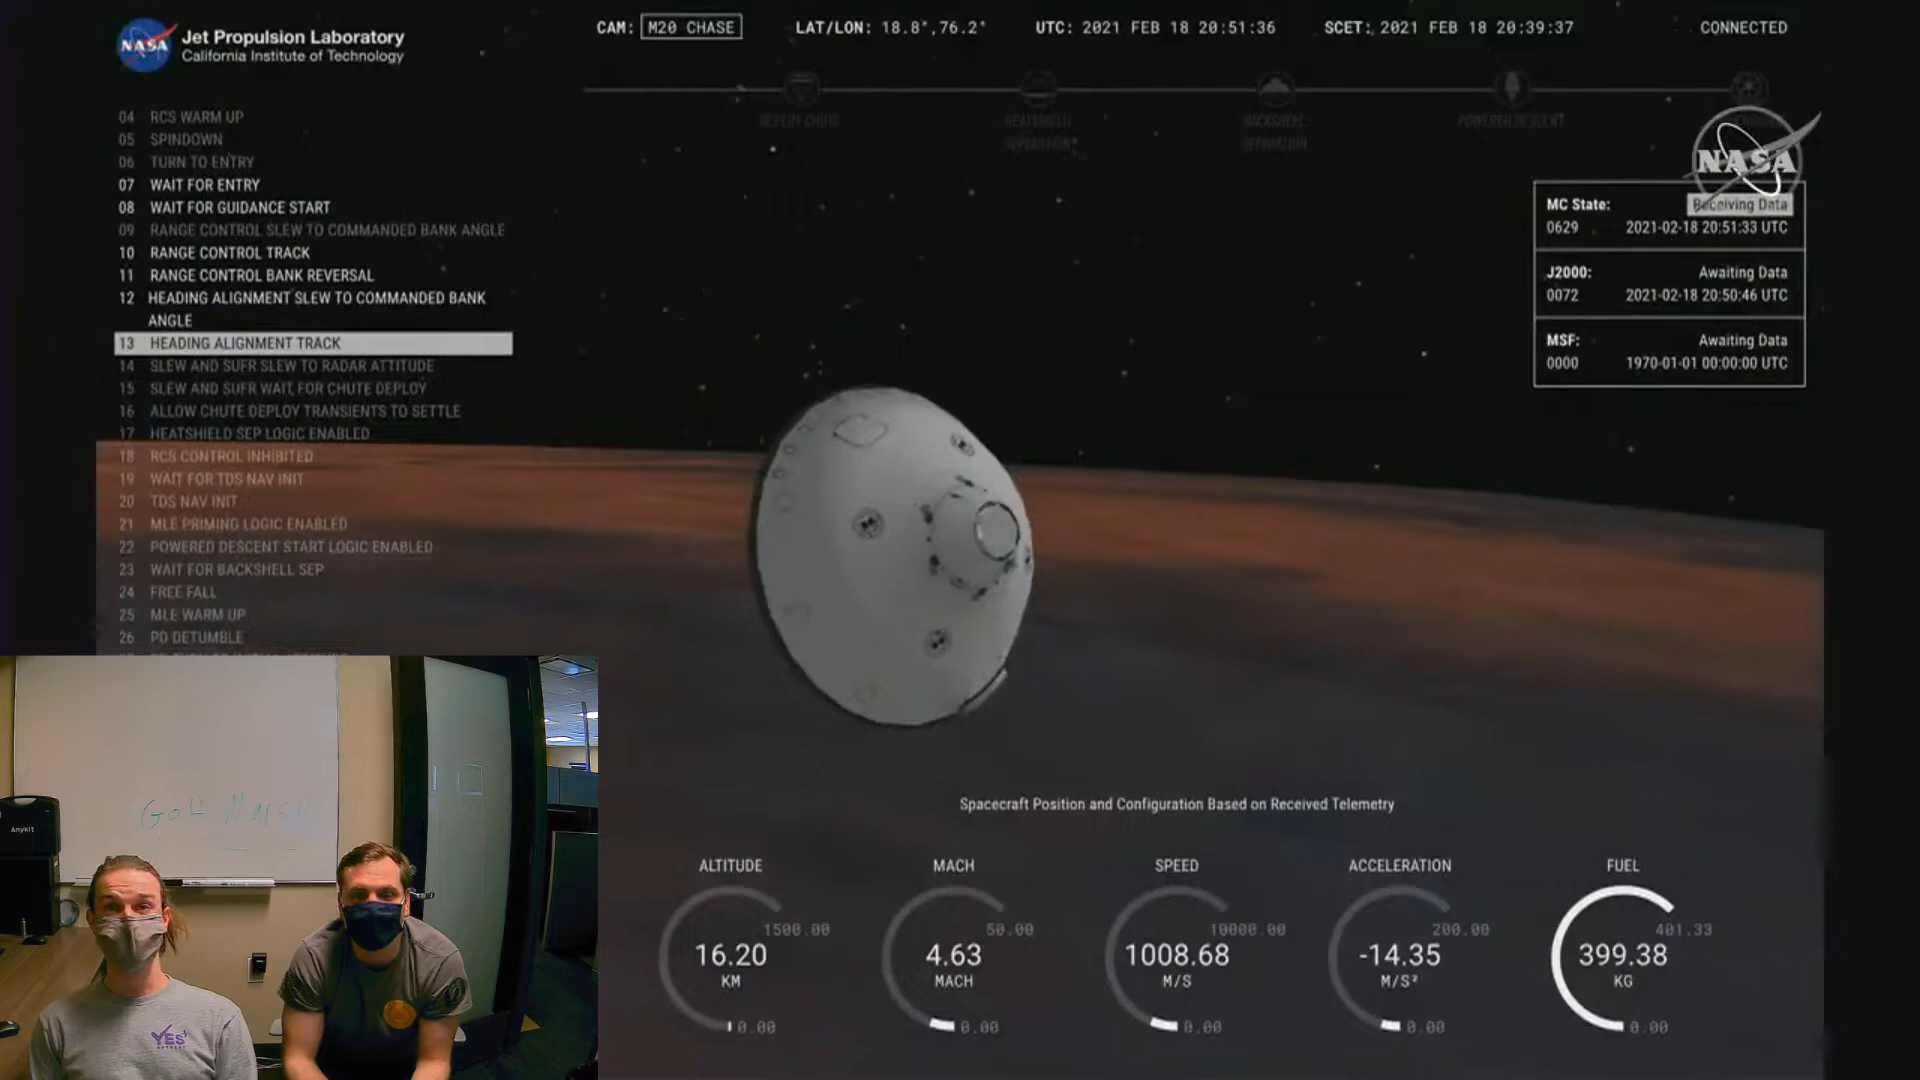 NASA
Jet Propulsion Laboratory
California Institute of Technology
CAM: M20 CHASE
LAT/LON: 18.8°,76.2°
UTC: 2021 FEB 18 20:51:36
SCET: 2021 FEB 18 20:39:37
CONNECTED
DEPLOY CHUTE
HEATSHIELD
SEPARATION
BACKSHELL
SEPARATION
POWERED DESCENT
NASA
04 RCS WARM UP
05 SPINDOWN
06 TURN TO ENTRY
07 WAIT FOR ENTRY
08 WAIT FOR GUIDANCE START
09 RANGE CONTROL SLEW TO COMMANDED BANK ANGLE
10 RANGE CONTROL TRACK
11 RANGE CONTROL BANK REVERSAL
12 HEADING ALIGNMENT SLEW TO COMMANDED BANK
ANGLE
13 HEADING ALIGNMENT TRACK
14 SLEW AND SUFR SLEW TO RADAR ATTITUDE
15 SLEW AND SUFR WAIT FOR CHUTE DEPLOY
16 ALLOW CHUTE DEPLOY TRANSIENTS TO SETTLE
17 HEATSHIELD SEP LOGIC ENABLED
18 RCS CONTROL INHIBITED
19 WAIT FOR TDS NAV INIT
20 TDS NAV INIT
21 MLE PRIMING LOGIC ENABLED
22 POWERED DESCENT START LOGIC ENABLED
23 WAIT FOR BACKSHELL SEP
24 FREE FALL
25 MLE WARM UP
26 PD DETUMBLE
MC State: Receiving Data
0629 2021-02-18 20:51:33 UTC
J2000: Awaiting Data
0072 2021-02-18 20:50:46 UTC
MSF: Awaiting Data
0000 1970-01-01 00:00:00 UTC
Spacecraft Position and Configuration Based on Received Telemetry
ALTITUDE
1500.00
16.20
KM
0.00
MACH
50.00
4.63
MACH
0.00
SPEED
10000.00
1008.68
M/S
0.00
ACCELERATION
200.00
-14.35
M/S²
0.00
FUEL
401.33
399.38
KG
0.00
Anykit
YES